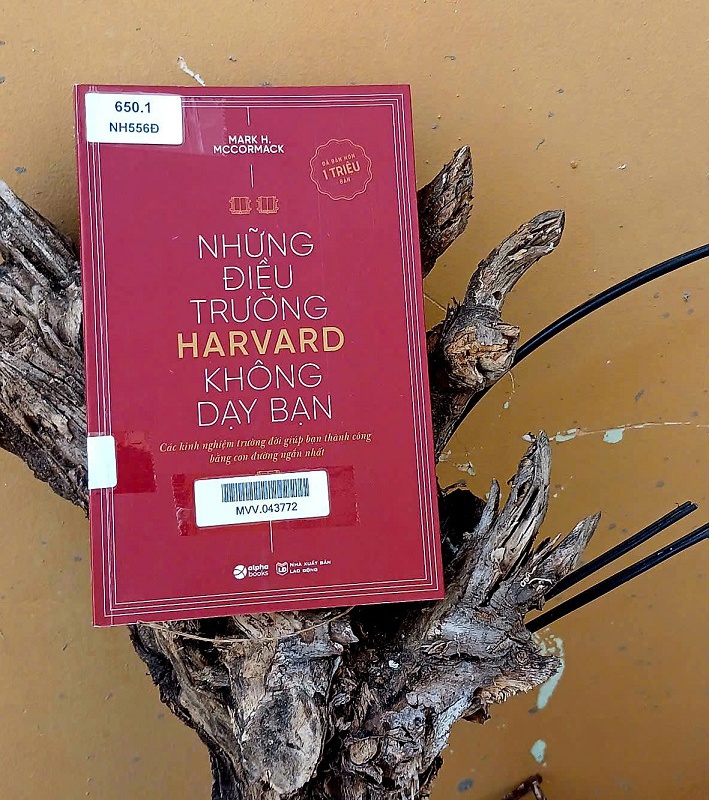 650.1
NH556Đ
MARK H.
MCCORMACK
ĐÃ BÁN HƠN
1 TRIỆU
BẢN
NHỮNG
ĐIỀU
TRƯỜNG
HARVARD
KHÔNG
DẠY BẠN
Các kinh nghiệm trường đời giúp bạn thành công
bằng con đường ngắn nhất
MVV.043772
alpha
books
NHÀ XUẤT BẢN
LAO ĐỘNG